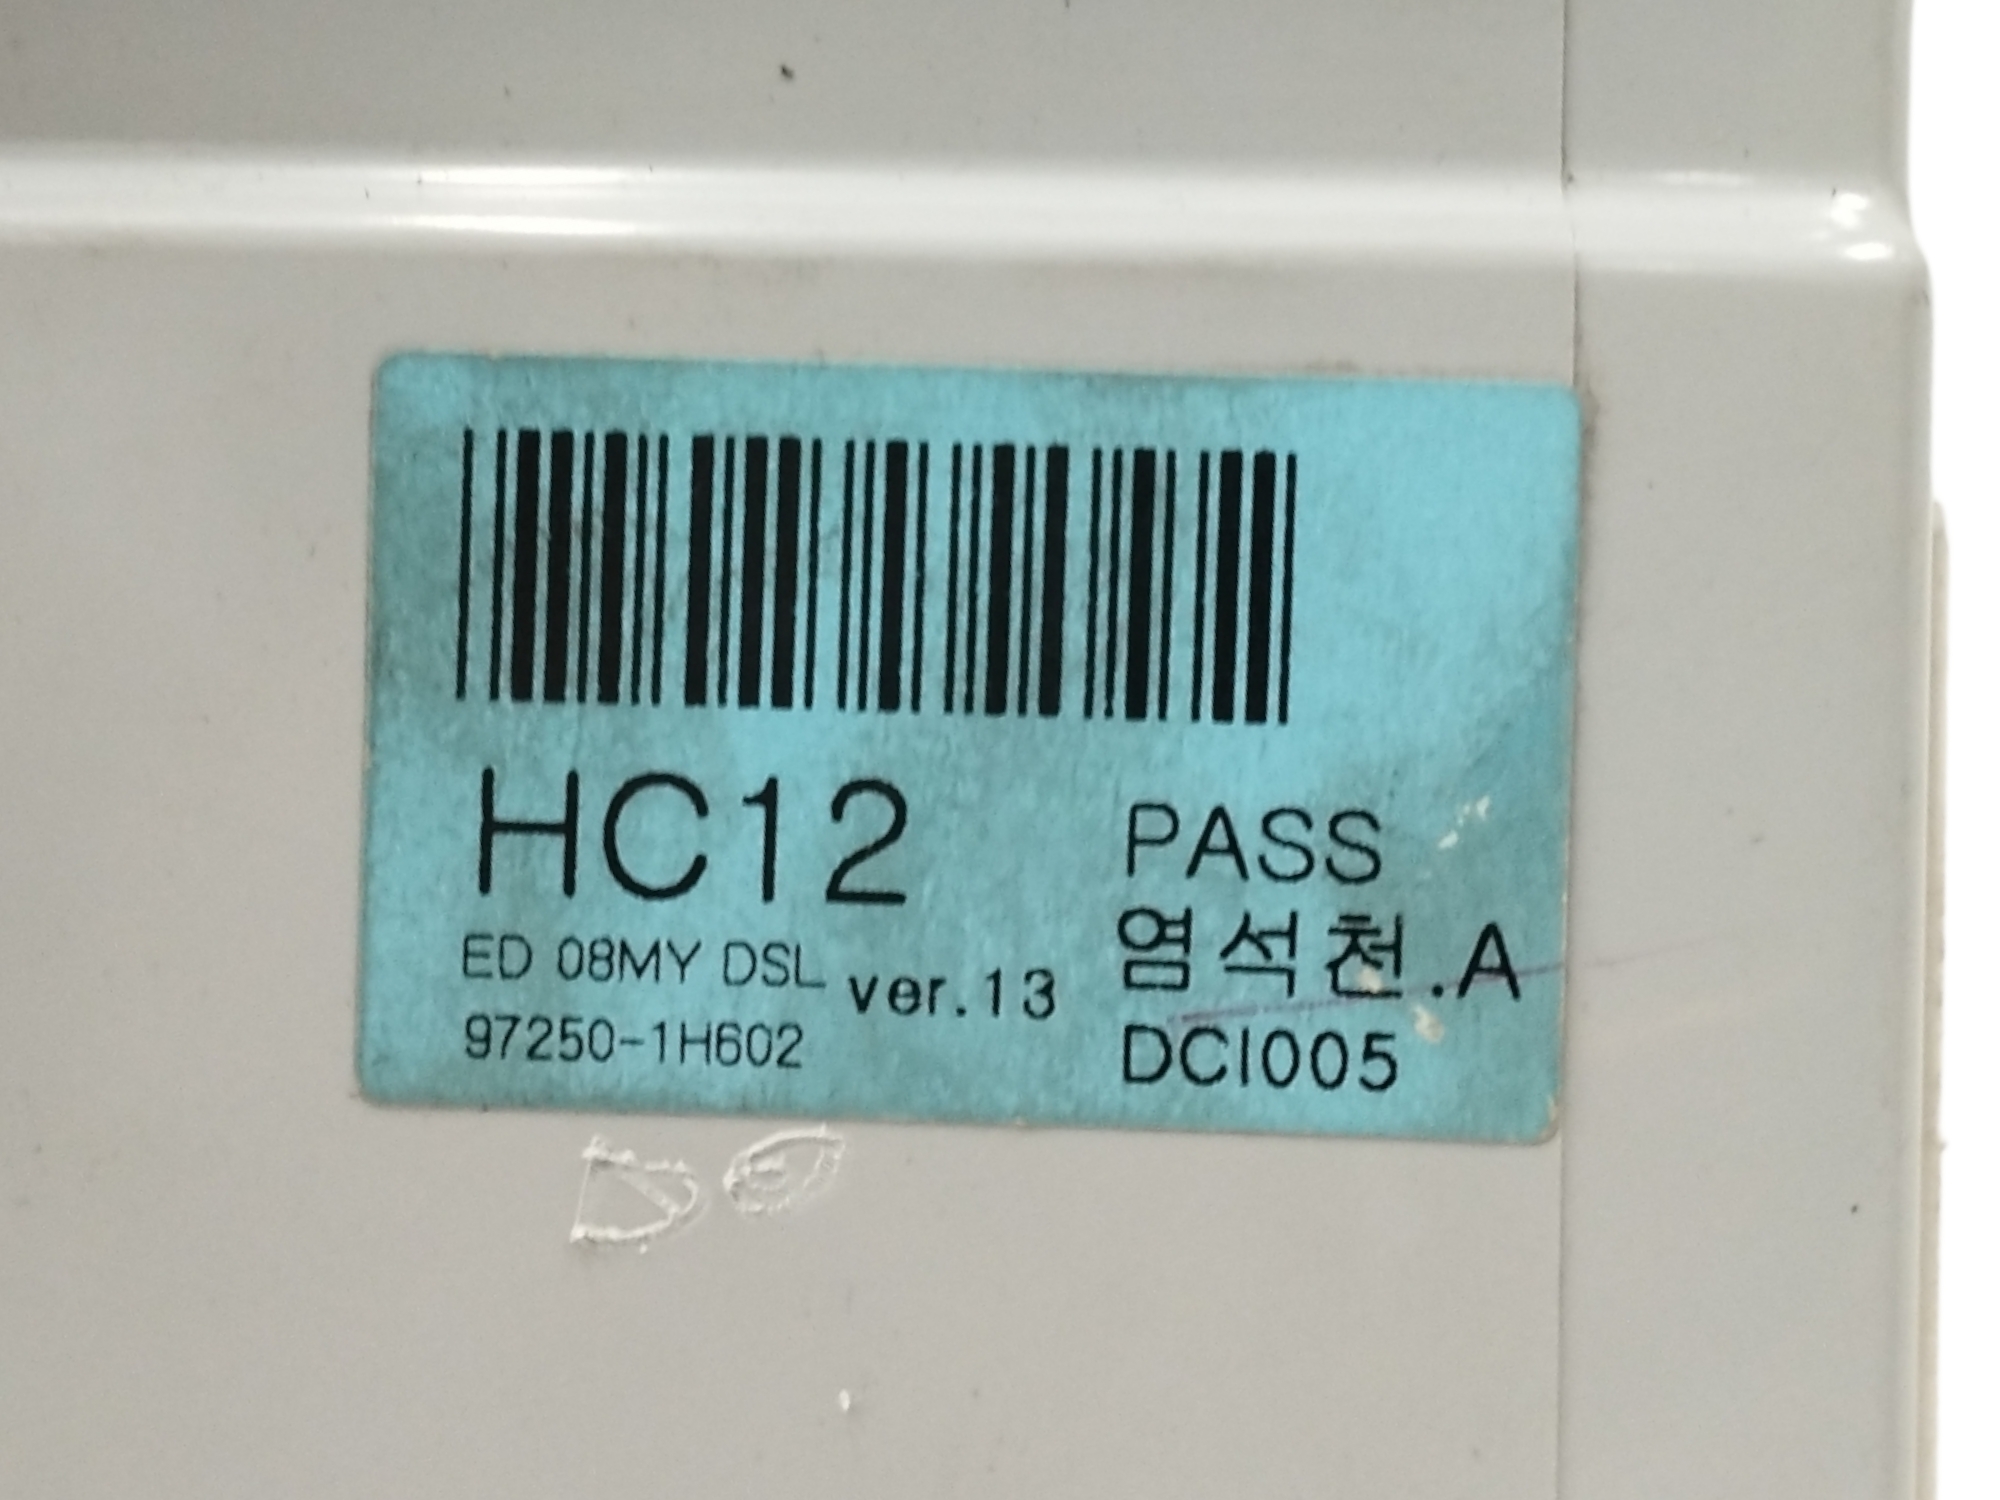 HC12
PASS
ED 08MY DSL ver.13
염석천.A
97250-1H602
DCI005